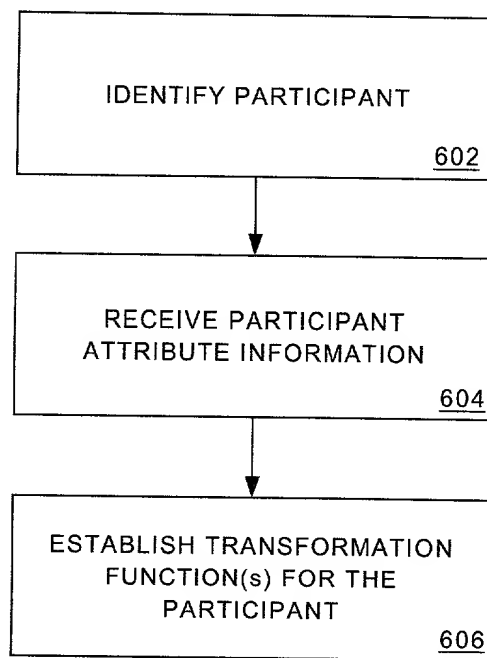 IDENTIFY PARTICIPANT
602
RECEIVE PARTICIPANT
ATTRIBUTE INFORMATION
604
ESTABLISH TRANSFORMATION
FUNCTION(s) FOR THE
PARTICIPANT
606